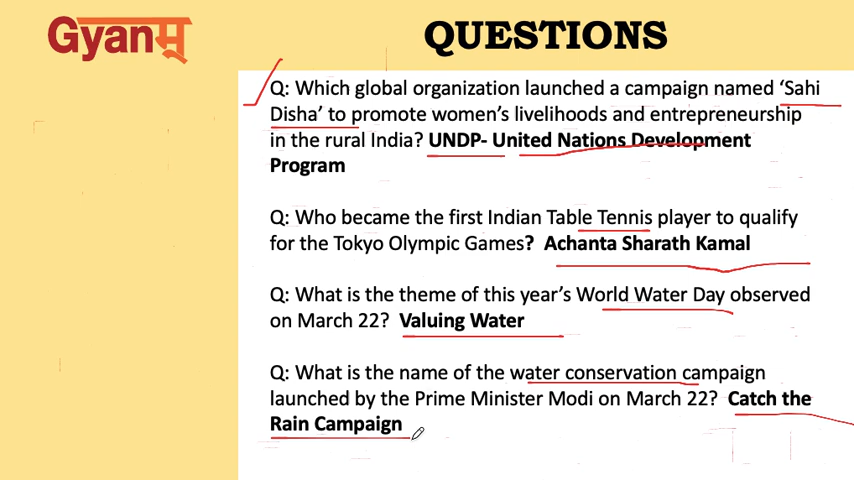 Gyanम्
QUESTIONS
Q: Which global organization launched a campaign named ‘Sahi
Disha’ to promote women’s livelihoods and entrepreneurship
in the rural India? UNDP- United Nations Development
Program
Q: Who became the first Indian Table Tennis player to qualify
for the Tokyo Olympic Games? Achanta Sharath Kamal
Q: What is the theme of this year’s World Water Day observed
on March 22? Valuing Water
Q: What is the name of the water conservation campaign
launched by the Prime Minister Modi on March 22? Catch the
Rain Campaign